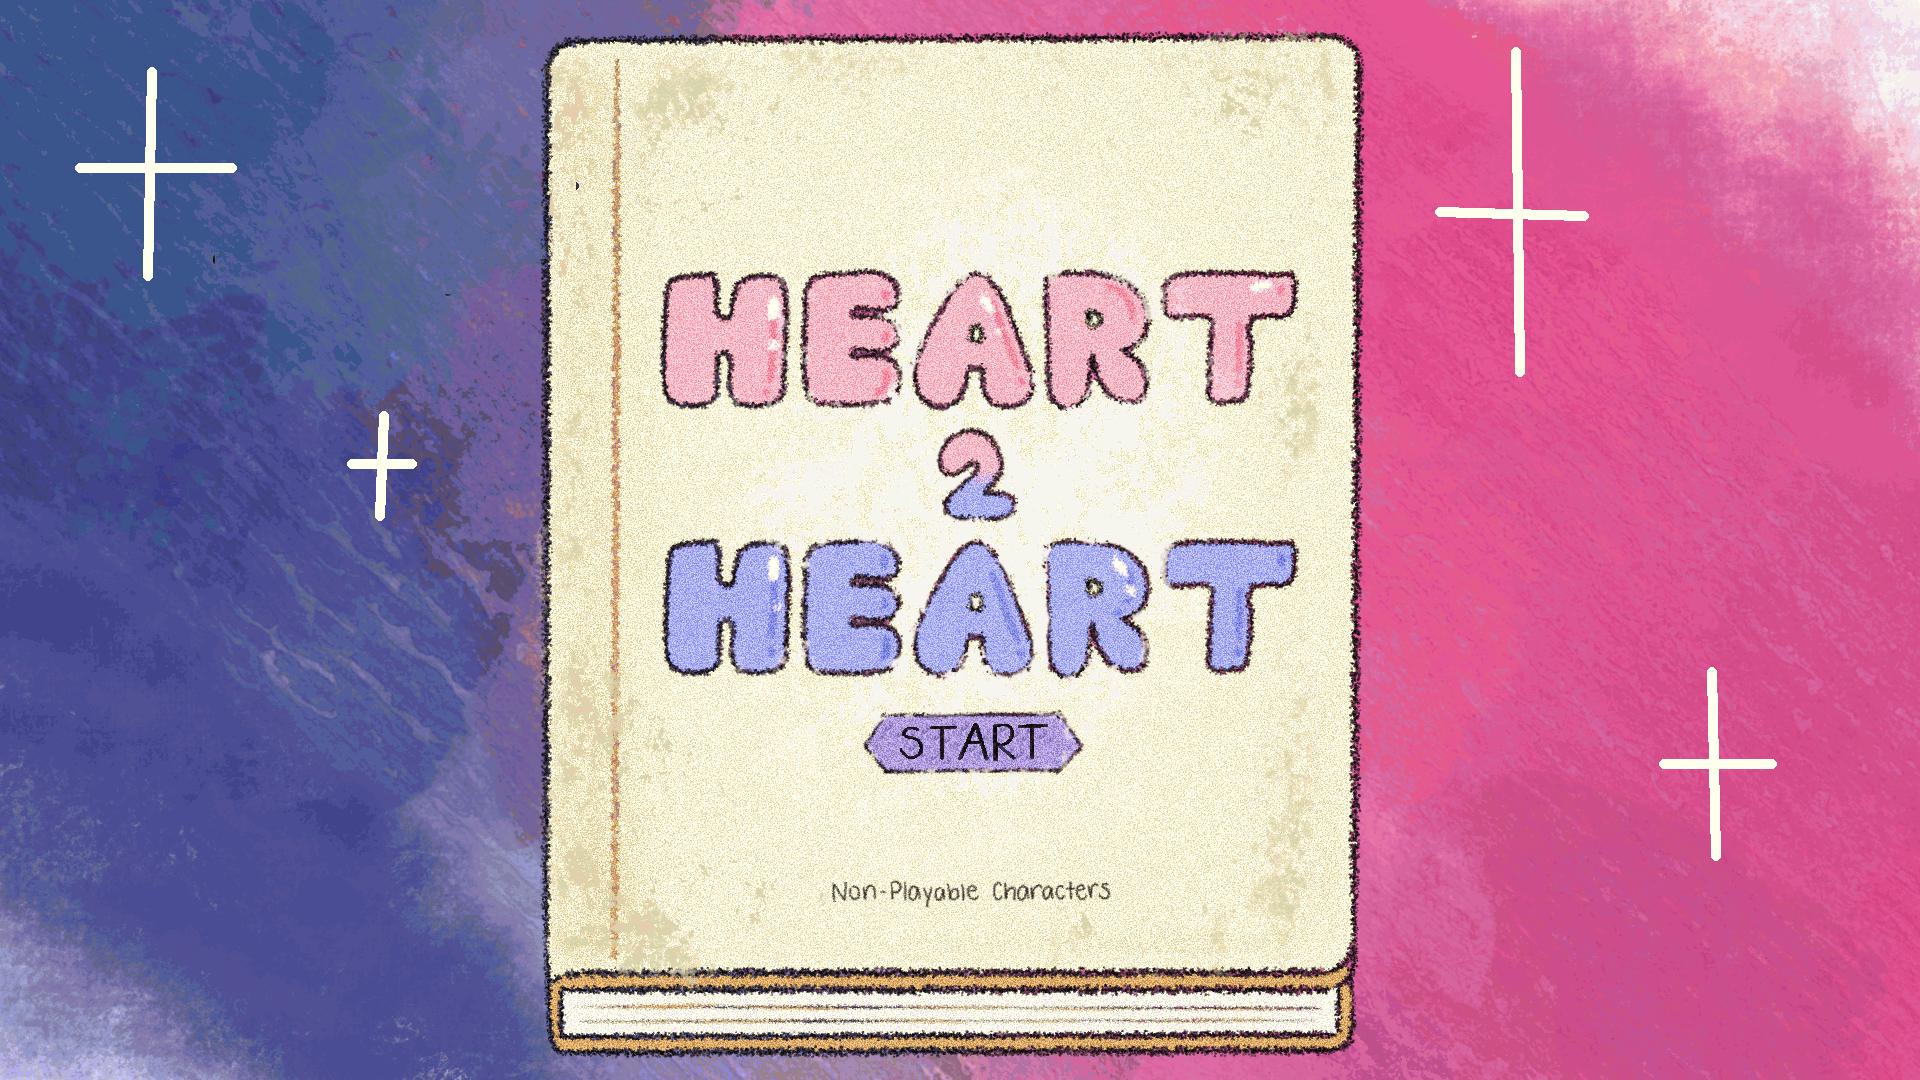 HEART
2
HEART
START
Non-Playable Characters